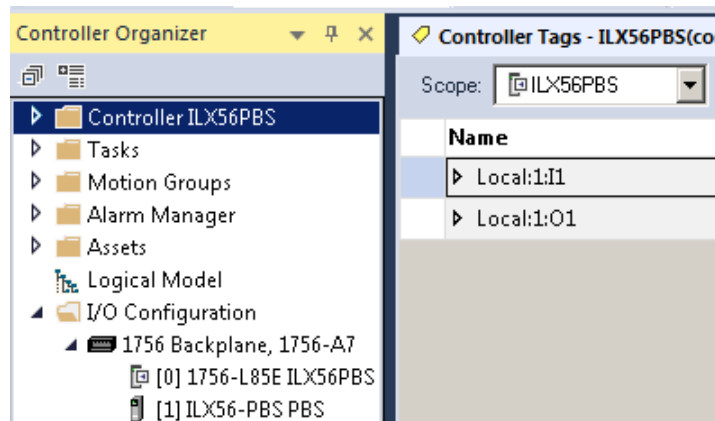 Controller Organizer
Controller ILX56PBS
Tasks
Motion Groups
Alarm Manager
Assets
Logical Model
I/O Configuration
1756 Backplane, 1756-A7
[0] 1756-L85E ILX56PBS
[1] ILX56-PBS PBS
Controller Tags - ILX56PBS(co
Scope: ILX56PBS
Name
Local:1:I1
Local:1:O1